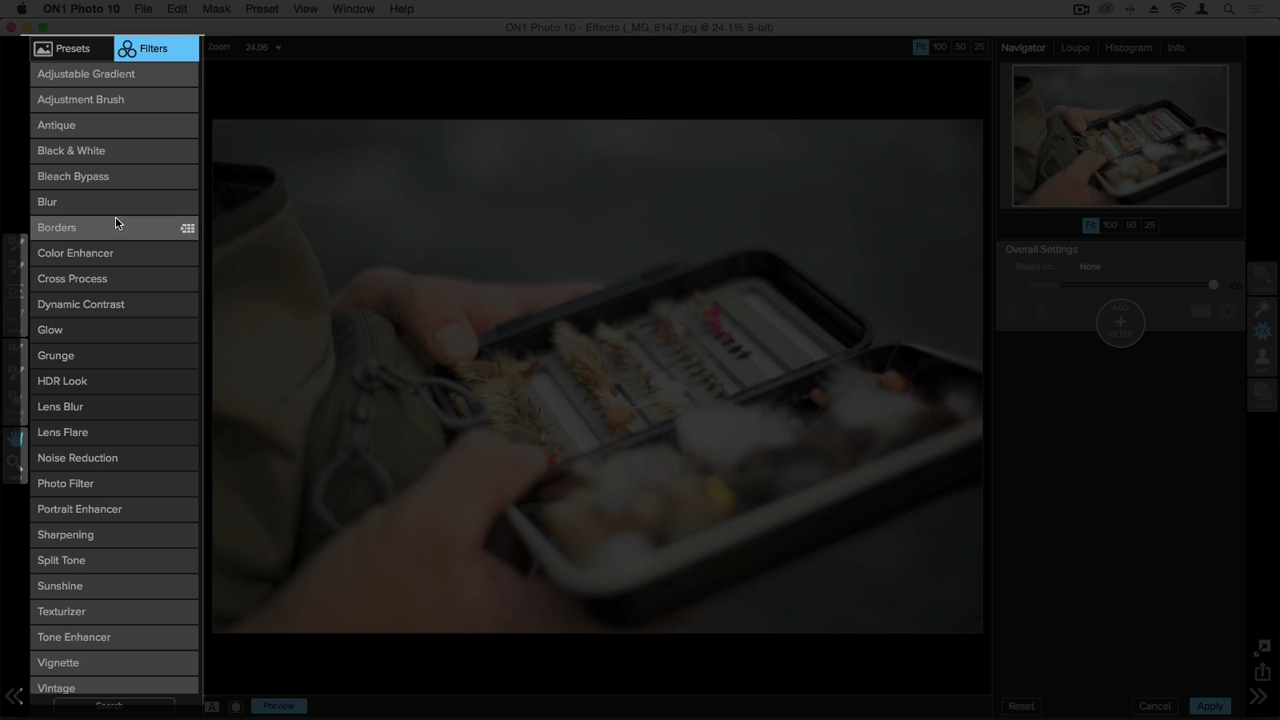 ON1 Photo 10 File Edit Mask Preset View Window Help
ON1 Photo 10 - Effects (_MG_8147.jpg @ 24.1% 8-bit)
Presets Filters
Zoom 24.06
Fit 100 50 25
Navigator Loupe Histogram Info
Adjustable Gradient
Adjustment Brush
Antique
Black & White
Bleach Bypass
Blur
Borders
Color Enhancer
Cross Process
Dynamic Contrast
Glow
Grunge
HDR Look
Lens Blur
Lens Flare
Noise Reduction
Photo Filter
Portrait Enhancer
Sharpening
Split Tone
Sunshine
Texturizer
Tone Enhancer
Vignette
Vintage
Search
Fit 100 50 25
Overall Settings
Based on: None
100
ADD
FILTER
A Preview
Reset Cancel Apply